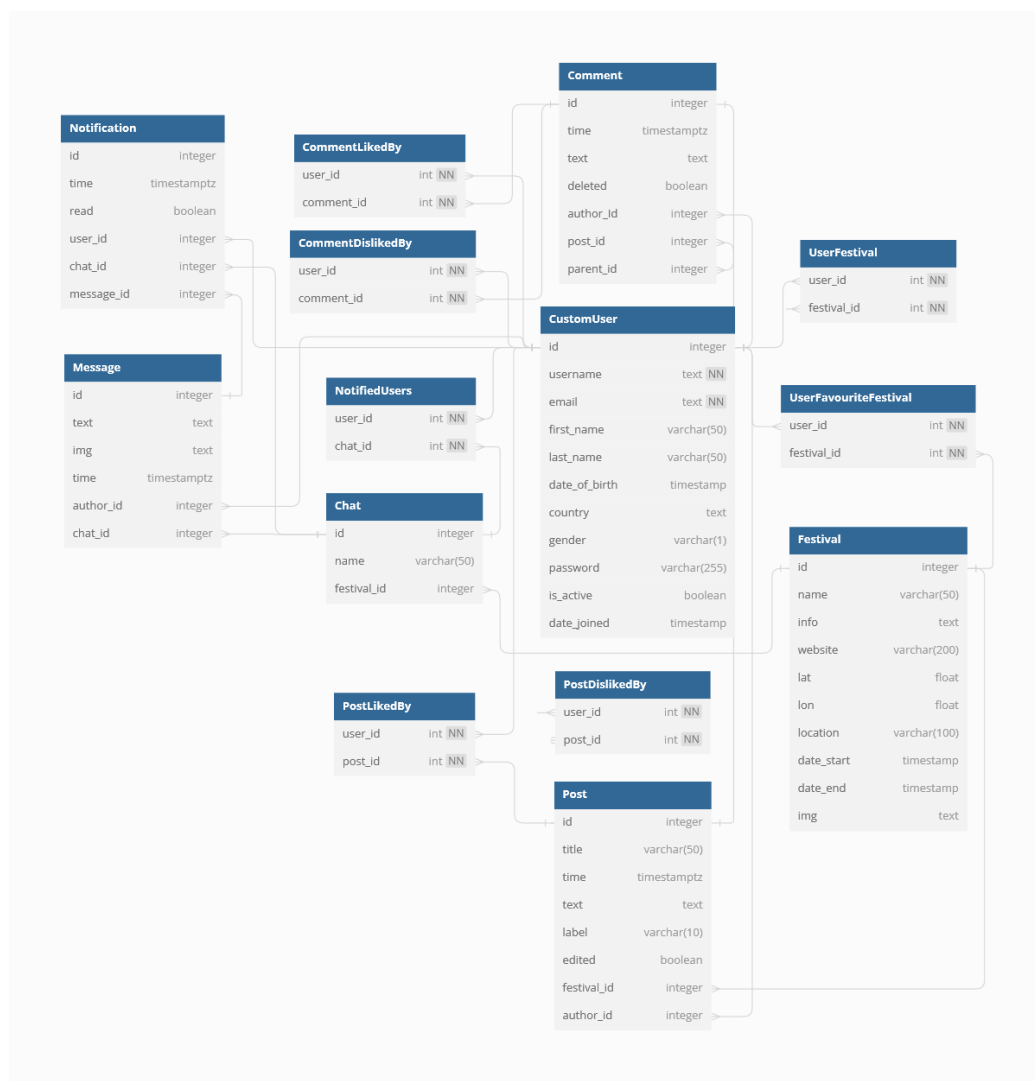 Comment
id integer
time timestamptz
text text
deleted boolean
author_Id integer
post_id integer
parent_id integer
Notification
id integer
time timestamptz
read boolean
user_id integer
chat_id integer
message_id integer
CommentLikedBy
user_id int NN
comment_id int NN
CommentDislikedBy
user_id int NN
comment_id int NN
UserFestival
user_id int NN
festival_id int NN
CustomUser
id integer
username text NN
email text NN
first_name varchar(50)
last_name varchar(50)
date_of_birth timestamp
country text
gender varchar(1)
password varchar(255)
is_active boolean
date_joined timestamp
Message
id integer
text text
img text
time timestamptz
author_id integer
chat_id integer
NotifiedUsers
user_id int NN
chat_id int NN
UserFavouriteFestival
user_id int NN
festival_id int NN
Chat
id integer
name varchar(50)
festival_id integer
Festival
id integer
name varchar(50)
info text
website varchar(200)
lat float
lon float
location varchar(100)
date_start timestamp
date_end timestamp
img text
PostDislikedBy
user_id int NN
post_id int NN
PostLikedBy
user_id int NN
post_id int NN
Post
id integer
title varchar(50)
time timestamptz
text text
label varchar(10)
edited boolean
festival_id integer
author_id integer